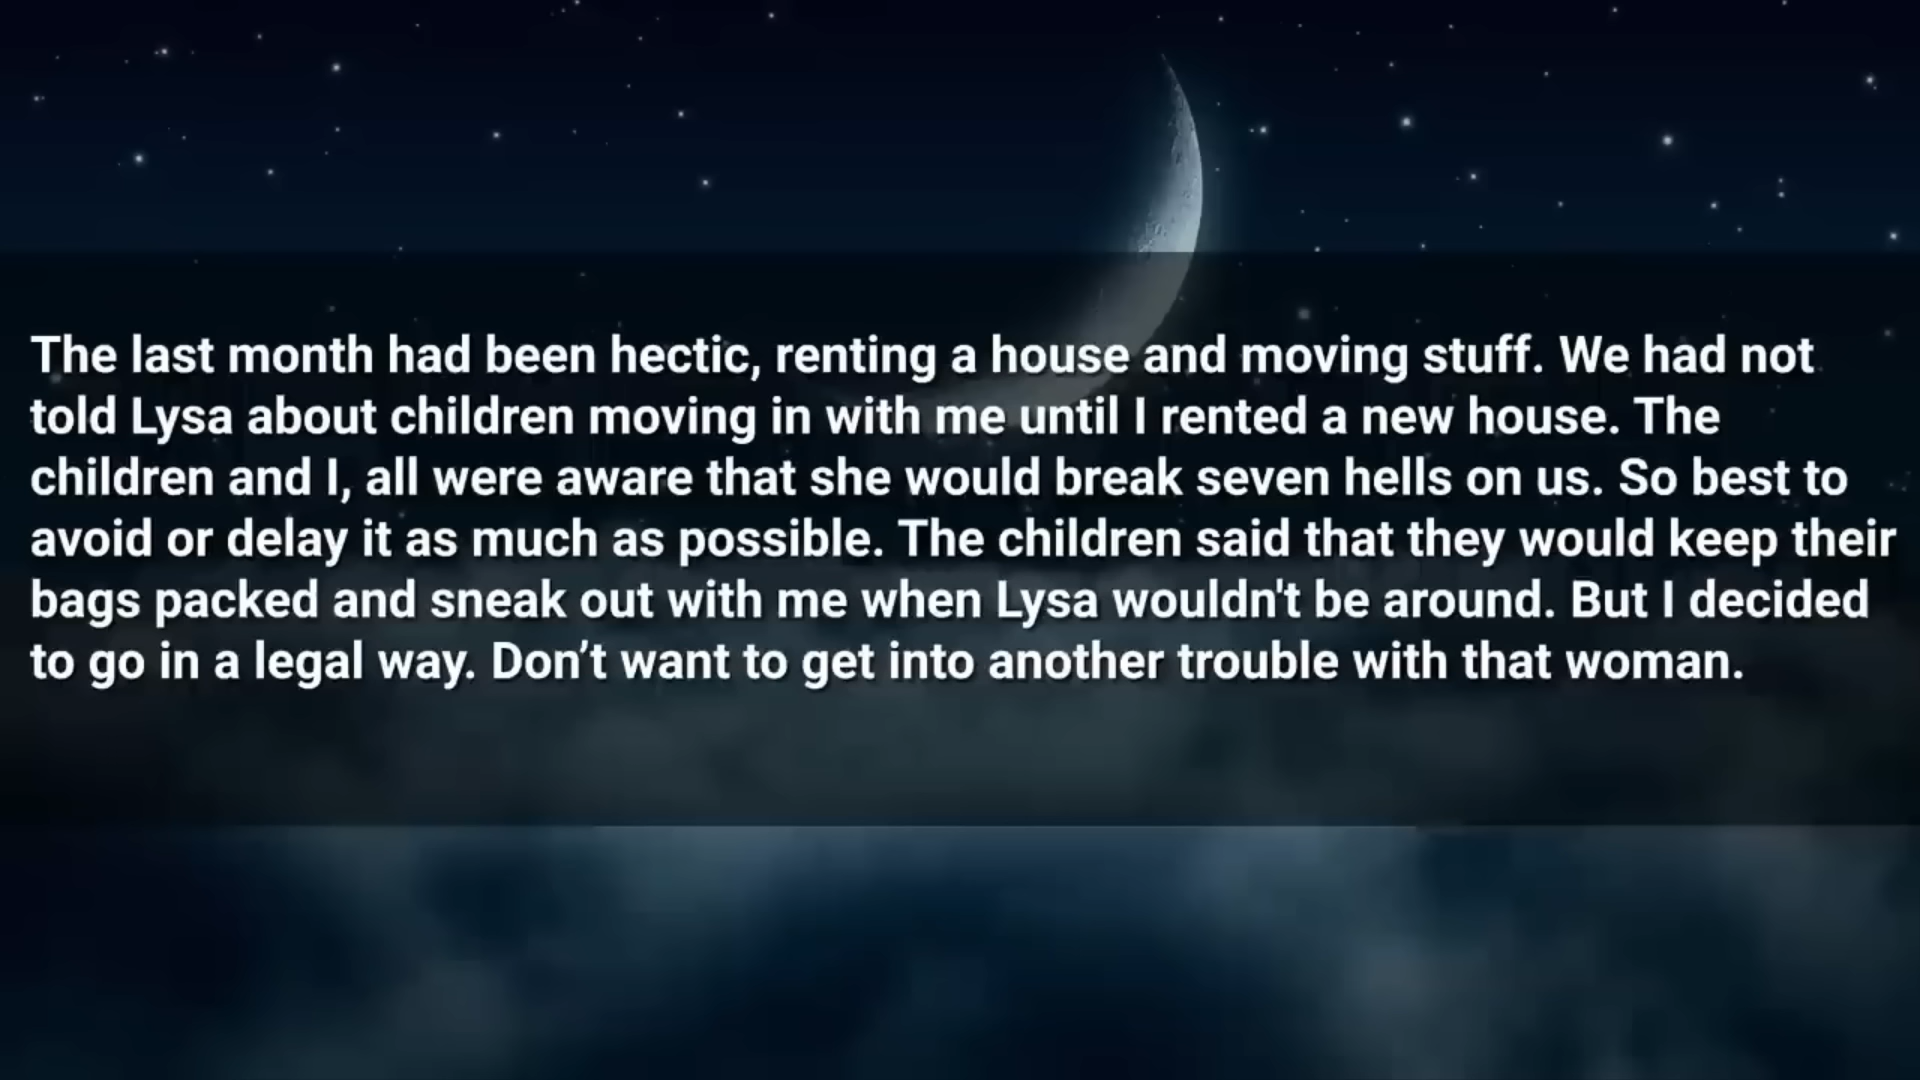 The last month had been hectic, renting a house and moving stuff. We had not
told Lysa about children moving in with me until I rented a new house. The
children and I, all were aware that she would break seven hells on us. So best to
avoid or delay it as much as possible. The children said that they would keep their
bags packed and sneak out with me when Lysa wouldn't be around. But I decided
to go in a legal way. Don’t want to get into another trouble with that woman.